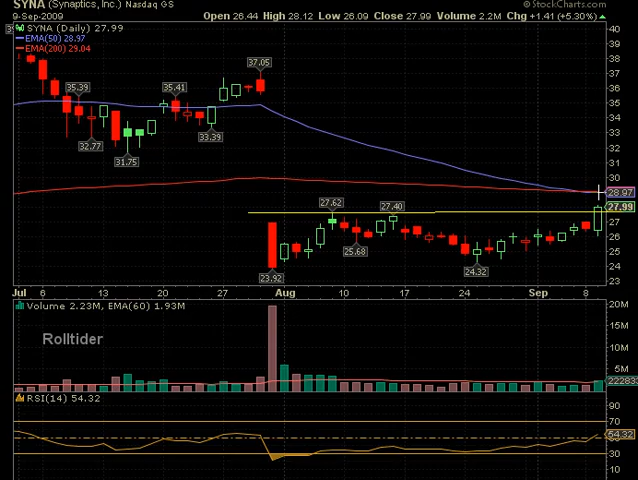 SYNA (Synaptics, Inc.) Nasdaq GS
© StockCharts.com
9-Sep-2009
Open 26.44 High 28.12 Low 26.09 Close 27.99 Volume 2.2M Chg +1.41 (+5.30%)
SYNA (Daily) 27.99
EMA(50) 28.97
EMA(200) 29.04
40
39
38
37
36
35
34
33
32
31
30
28.97
27.99
27
26
25
24
23
35.39
32.77
31.75
35.41
33.39
37.05
23.92
27.62
25.68
27.40
24.32
Jul 6 13 20 27 Aug 10 17 24 Sep 8
Volume 2.23M, EMA(60) 1.93M
20M
15M
10M
5M
222830
Rolltider
RSI(14) 54.32
90
70
54.32
30
10